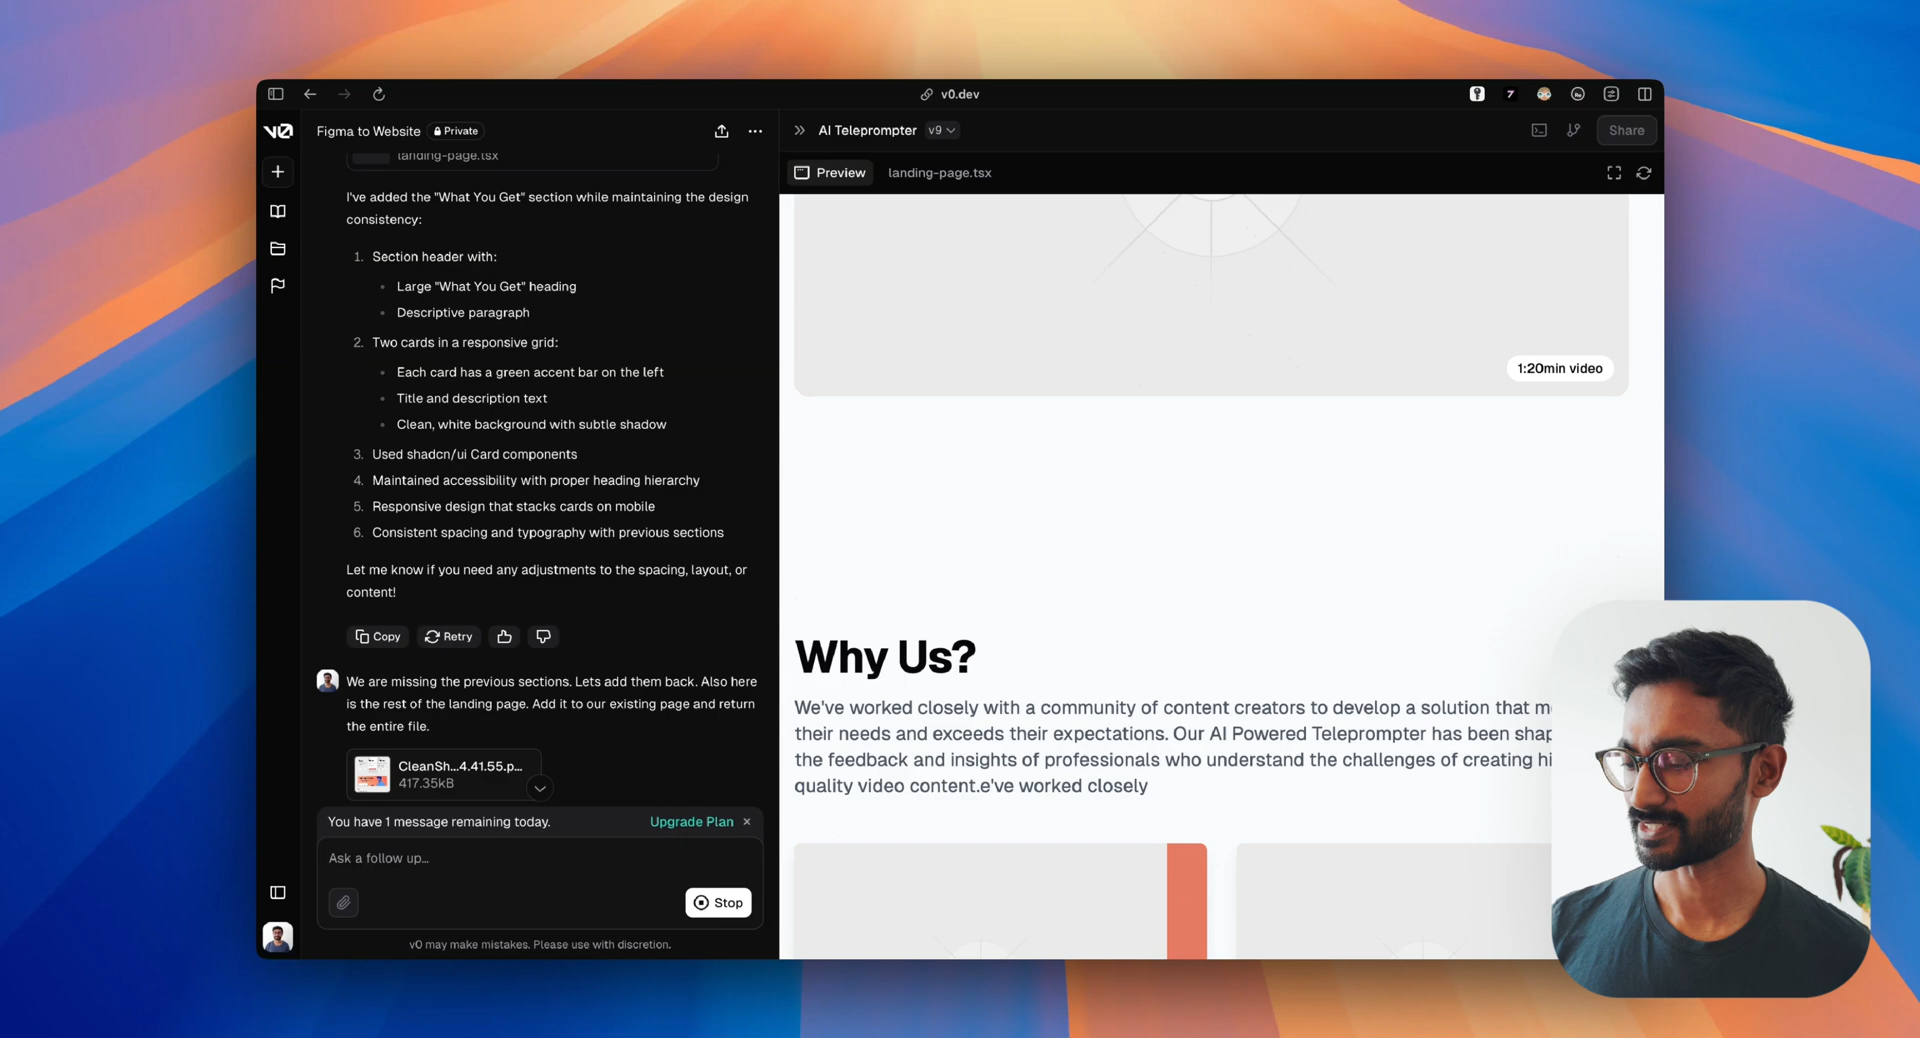 v0.dev
v0
Figma to Website
Private
landing-page.tsx
I've added the "What You Get" section while maintaining the design
consistency:
1. Section header with:
Large "What You Get" heading
Descriptive paragraph
2. Two cards in a responsive grid:
Each card has a green accent bar on the left
Title and description text
Clean, white background with subtle shadow
3. Used shadcn/ui Card components
4. Maintained accessibility with proper heading hierarchy
5. Responsive design that stacks cards on mobile
6. Consistent spacing and typography with previous sections
Let me know if you need any adjustments to the spacing, layout, or
content!
Copy
Retry
We are missing the previous sections. Lets add them back. Also here
is the rest of the landing page. Add it to our existing page and return
the entire file.
CleanSh...4.41.55.p...
417.35kB
You have 1 message remaining today.
Upgrade Plan
Ask a follow up...
Stop
v0 may make mistakes. Please use with discretion.
AI Teleprompter
v9
Share
Preview
landing-page.tsx
1:20min video
Why Us?
We've worked closely with a community of content creators to develop a solution that
their needs and exceeds their expectations. Our AI Powered Teleprompter has been
the feedback and insights of professionals who understand the challenges of creating
quality video content.e've worked closely